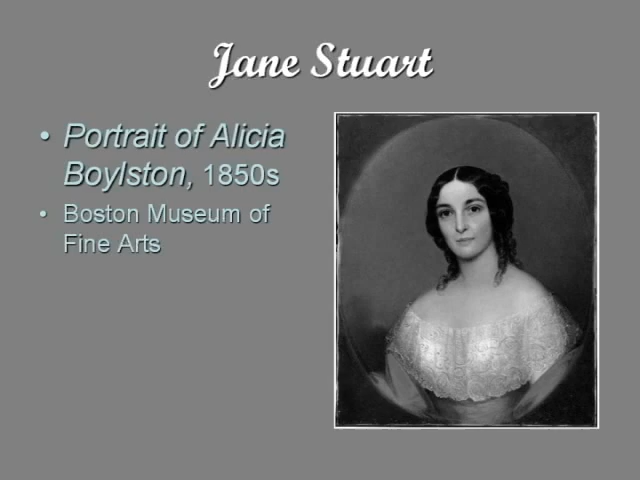 Jane Stuart
• Portrait of Alicia
Boylston, 1850s
• Boston Museum of
Fine Arts